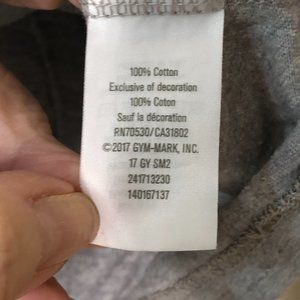 100% Cotton
Exclusive of decoration
100% Coton
Sauf la décoration
RN70530/CA31802
©2017 GYM-MARK, INC.
17 GY SM2
241713230
140167137